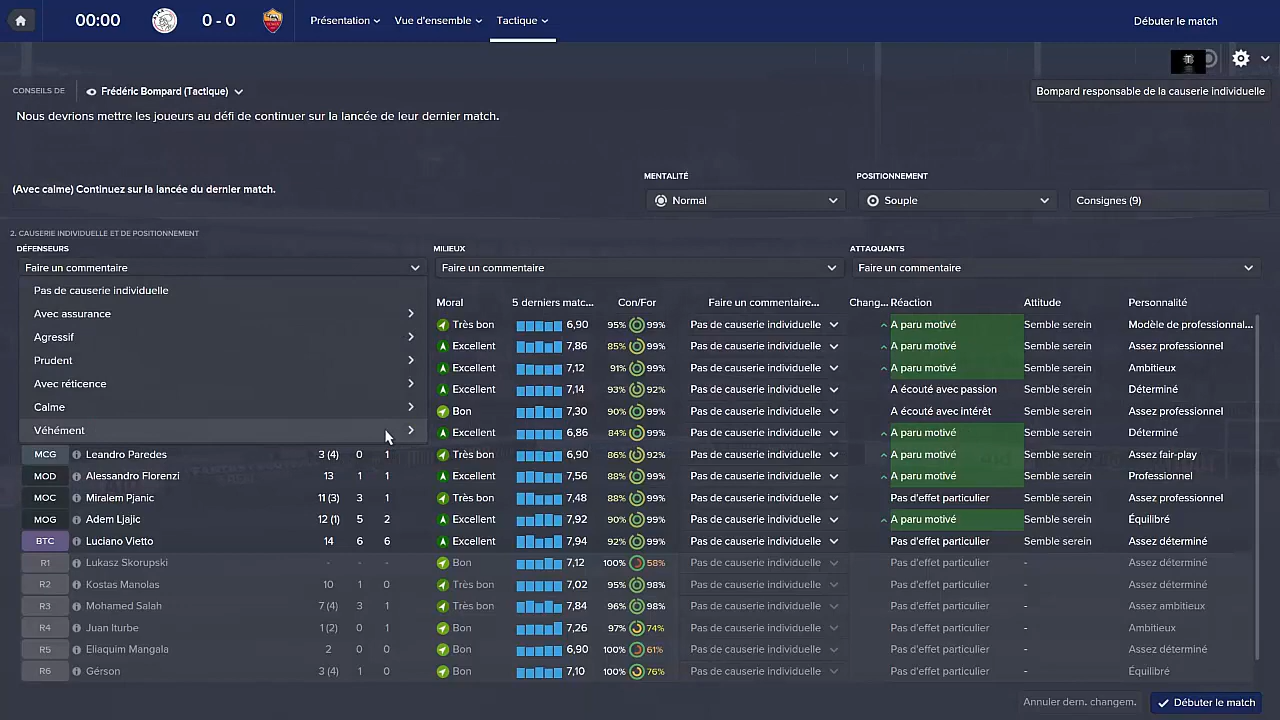 00:00 0 - 0 Présentation Vue d'ensemble Tactique Débuter le match
CONSEILS DE Frédéric Bompard (Tactique) Bompard responsable de la causerie individuelle
Nous devrions mettre les joueurs au défi de continuer sur la lancée de leur dernier match.
MENTALITÉ POSITIONNEMENT
(Avec calme) Continuez sur la lancée du dernier match.
Normal Souple Consignes (9)
2. CAUSERIE INDIVIDUELLE ET DE POSITIONNEMENT
DÉFENSEURS MILIEUX ATTAQUANTS
Faire un commentaire Faire un commentaire Faire un commentaire
Pas de causerie individuelle
Avec assurance
Agressif
Prudent
Avec réticence
Calme
Véhément
Moral 5 derniers matc... Con/For Faire un commentaire... Chang... Réaction Attitude Personnalité
Très bon 6,90 95% 99% Pas de causerie individuelle A paru motivé Semble serein Modèle de professionnal...
Excellent 7,86 85% 99% Pas de causerie individuelle A paru motivé Semble serein Assez professionnel
Excellent 7,12 91% 99% Pas de causerie individuelle A paru motivé Semble serein Ambitieux
Excellent 7,14 93% 92% Pas de causerie individuelle A écouté avec passion Semble serein Déterminé
Bon 7,30 90% 99% Pas de causerie individuelle A écouté avec intérêt Semble serein Assez professionnel
Excellent 6,86 84% 99% Pas de causerie individuelle A paru motivé Semble serein Déterminé
MCG Leandro Paredes 3 (4) 0 1 Très bon 6,90 86% 92% Pas de causerie individuelle A paru motivé Semble serein Assez fair-play
MOD Alessandro Florenzi 13 1 1 Excellent 7,56 88% 99% Pas de causerie individuelle A paru motivé Semble serein Professionnel
MOC Miralem Pjanic 11 (3) 3 1 Très bon 7,48 88% 99% Pas de causerie individuelle Pas d'effet particulier Semble serein Assez professionnel
MOG Adem Ljajic 12 (1) 5 2 Excellent 7,92 90% 99% Pas de causerie individuelle A paru motivé Semble serein Équilibré
BTC Luciano Vietto 14 6 6 Excellent 7,94 92% 99% Pas de causerie individuelle Pas d'effet particulier Semble serein Assez déterminé
R1 Lukasz Skorupski - - - Bon 7,12 100% 58% Pas de causerie individuelle Pas d'effet particulier - Assez déterminé
R2 Kostas Manolas 10 1 0 Très bon 7,02 95% 98% Pas de causerie individuelle Pas d'effet particulier - Assez déterminé
R3 Mohamed Salah 7 (4) 3 1 Très bon 7,84 96% 98% Pas de causerie individuelle Pas d'effet particulier - Assez ambitieux
R4 Juan Iturbe 1 (2) 0 1 Bon 7,26 97% 74% Pas de causerie individuelle Pas d'effet particulier - Ambitieux
R5 Eliaquim Mangala 2 0 0 Bon 6,90 100% 61% Pas de causerie individuelle Pas d'effet particulier - Assez déterminé
R6 Gérson 3 (4) 1 0 Bon 7,10 100% 76% Pas de causerie individuelle Pas d'effet particulier - Équilibré
Annuler dern. changem. Débuter le match